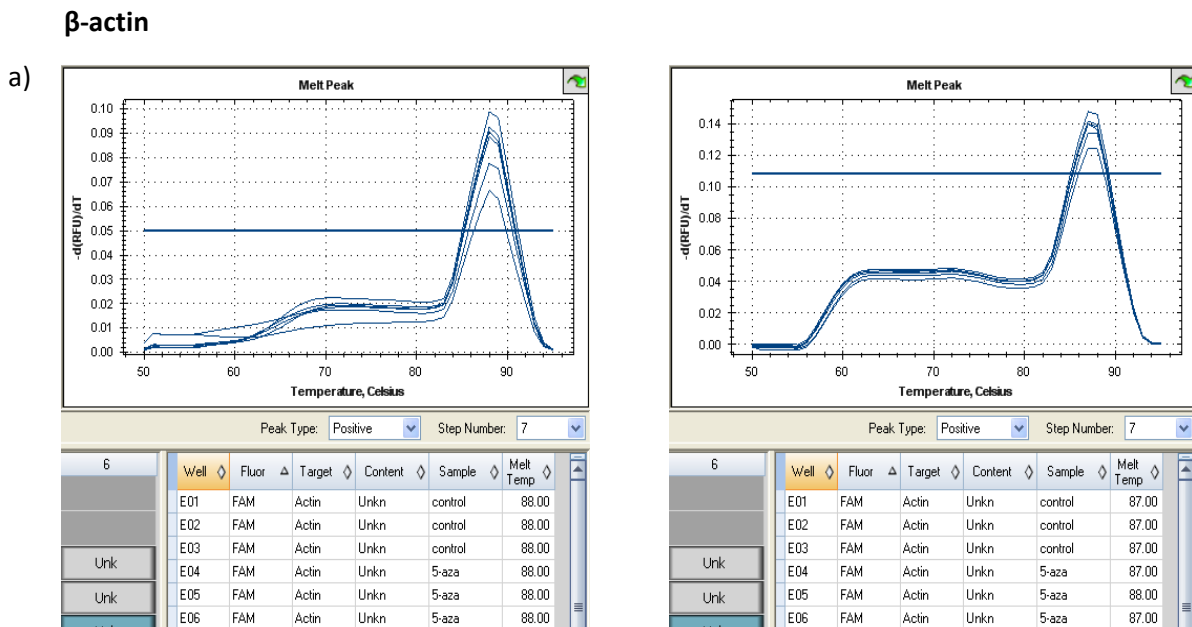 β-actin
a)
Melt Peak
0.10
0.09
0.08
0.07
0.06
0.05
0.04
0.03
0.02
0.01
0.00
-d(RFU)/dT
50 60 70 80 90
Temperature, Celsius
Peak Type: Positive Step Number: 7
6 Well Fluor Target Content Sample Melt Temp
E01 FAM Actin Unkn control 88.00
E02 FAM Actin Unkn control 88.00
E03 FAM Actin Unkn control 88.00
Unk
E04 FAM Actin Unkn 5-aza 88.00
Unk
E05 FAM Actin Unkn 5-aza 88.00
E06 FAM Actin Unkn 5-aza 88.00
Melt Peak
0.14
0.12
0.10
0.08
0.06
0.04
0.02
0.00
-d(RFU)/dT
50 60 70 80 90
Temperature, Celsius
Peak Type: Positive Step Number: 7
6 Well Fluor Target Content Sample Melt Temp
E01 FAM Actin Unkn control 87.00
E02 FAM Actin Unkn control 87.00
E03 FAM Actin Unkn control 87.00
Unk
E04 FAM Actin Unkn 5-aza 87.00
Unk
E05 FAM Actin Unkn 5-aza 88.00
E06 FAM Actin Unkn 5-aza 87.00